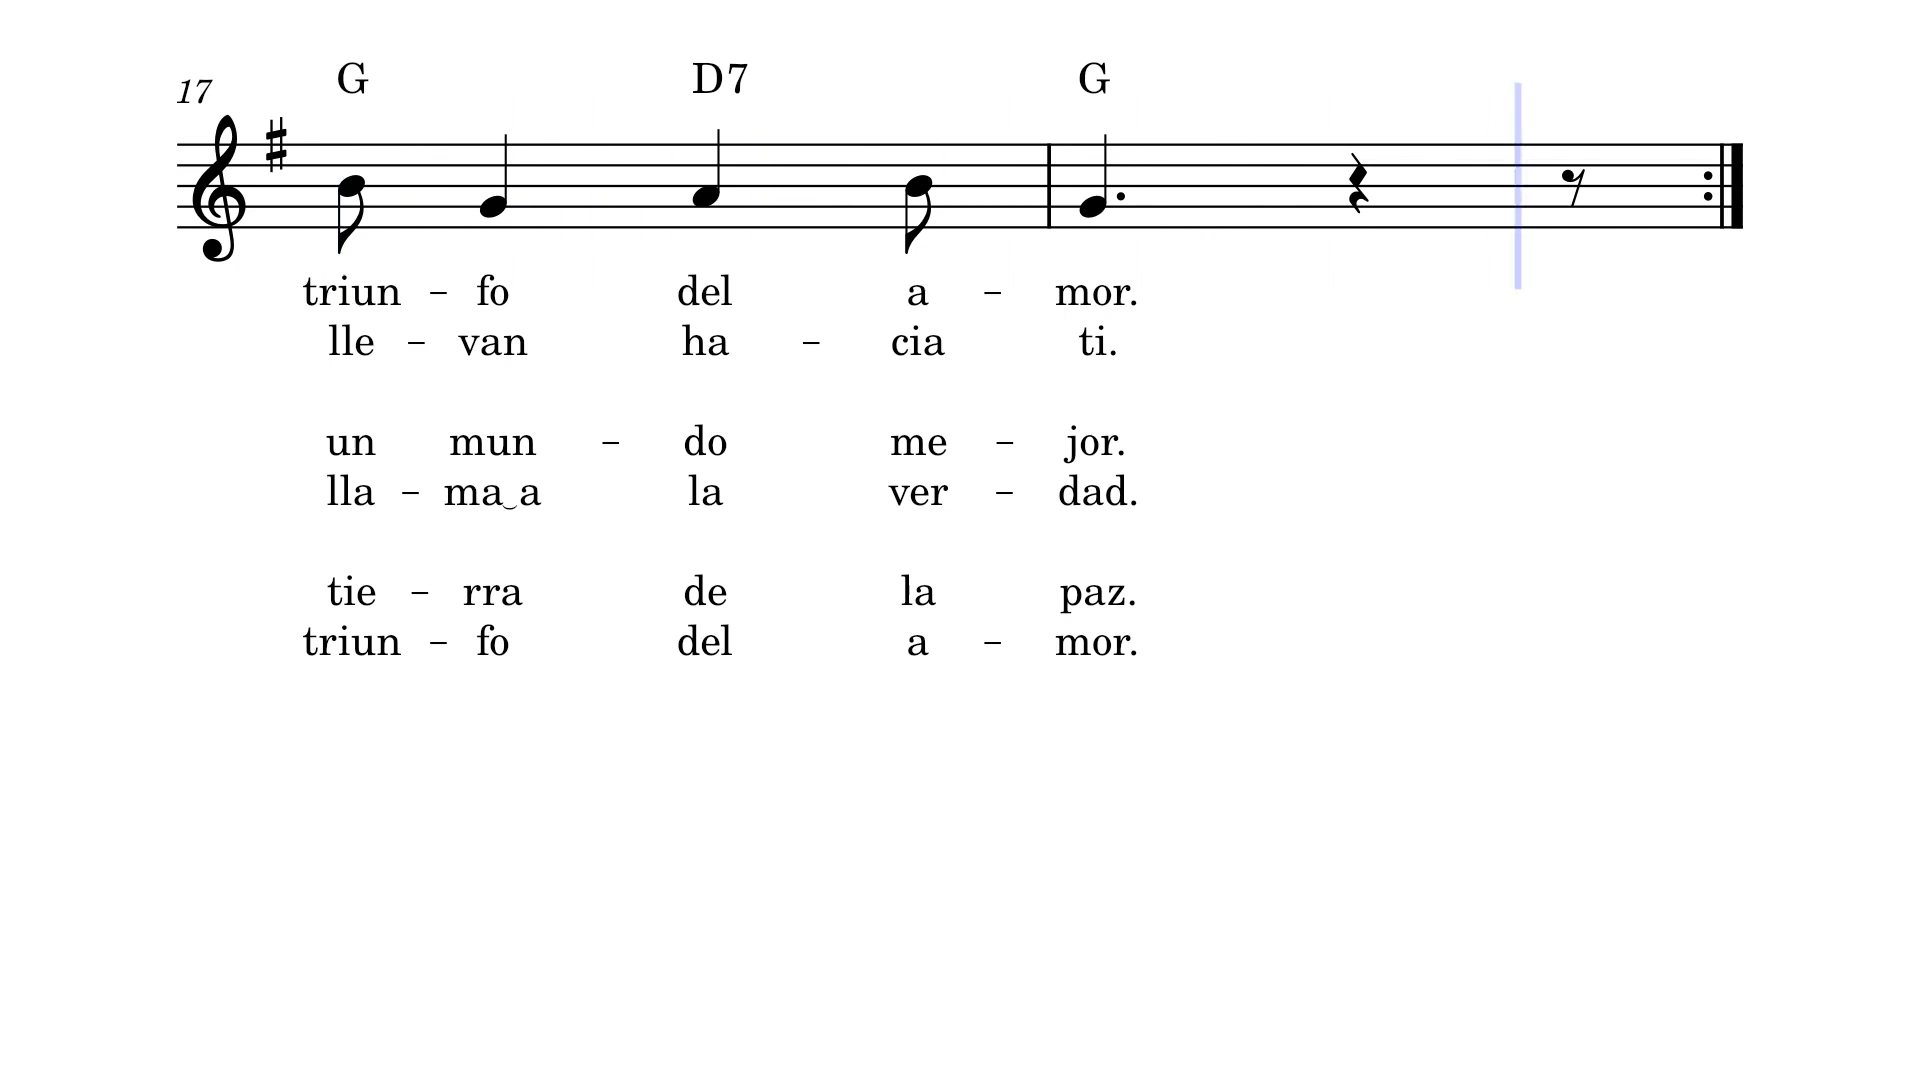 17 G D7 G
triun - fo del a - mor.
lle - van ha - cia ti.
un mun - do me - jor.
lla - ma‿a la ver - dad.
tie - rra de la paz.
triun - fo del a - mor.